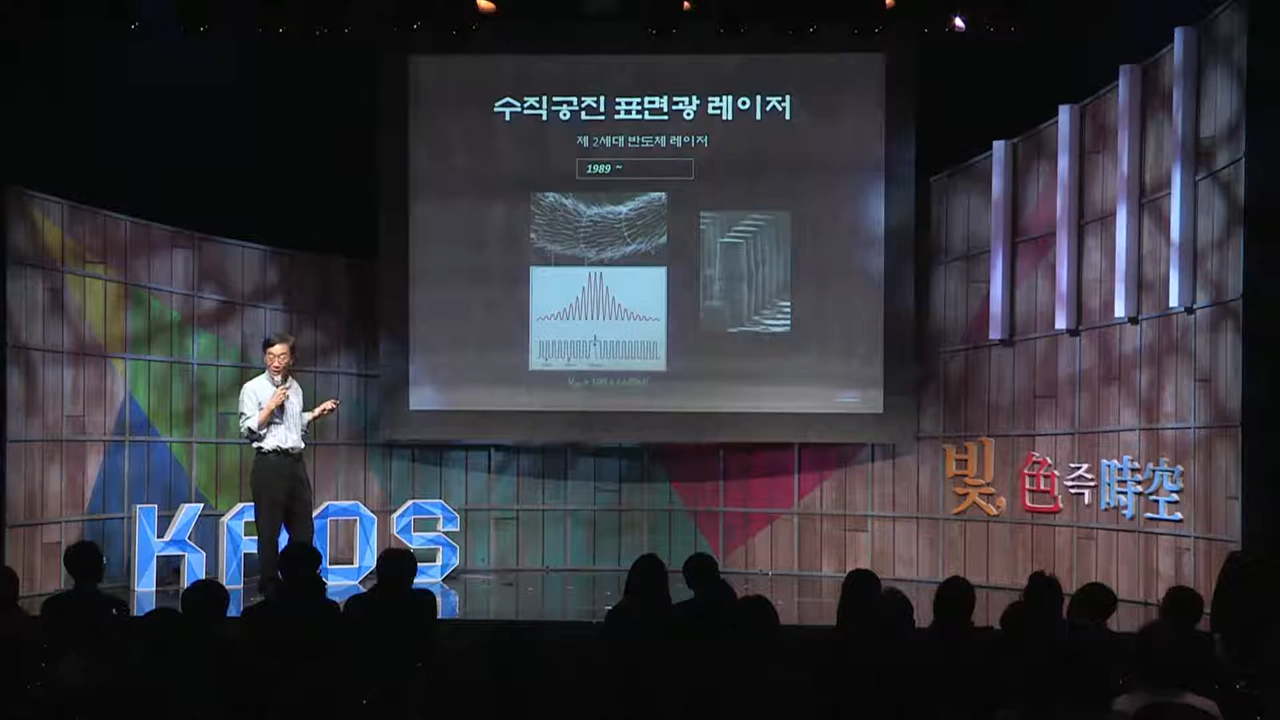 수직공진 표면광 레이저
제 2세대 반도체 레이저
1989 ~
KAOS
빛, 色즉時空